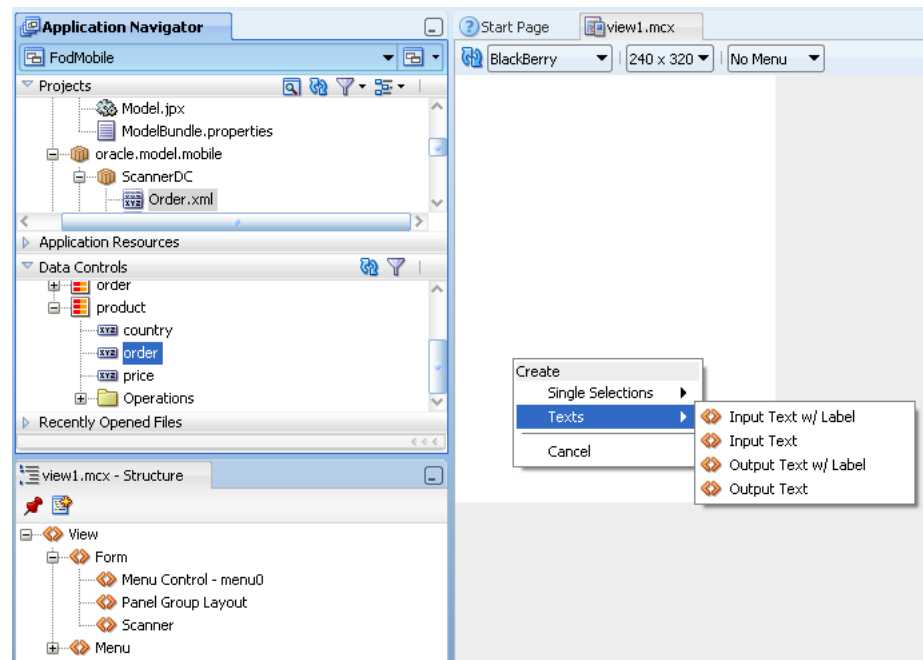 Application Navigator
FodMobile
Projects
Model.jpx
ModelBundle.properties
oracle.model.mobile
ScannerDC
Order.xml
Application Resources
Data Controls
order
product
country
order
price
Operations
Recently Opened Files
view1.mcx - Structure
View
Form
Menu Control - menu0
Panel Group Layout
Scanner
Menu
Start Page
view1.mcx
BlackBerry
240 x 320
No Menu
Create
Single Selections
Texts
Cancel
Input Text w/ Label
Input Text
Output Text w/ Label
Output Text